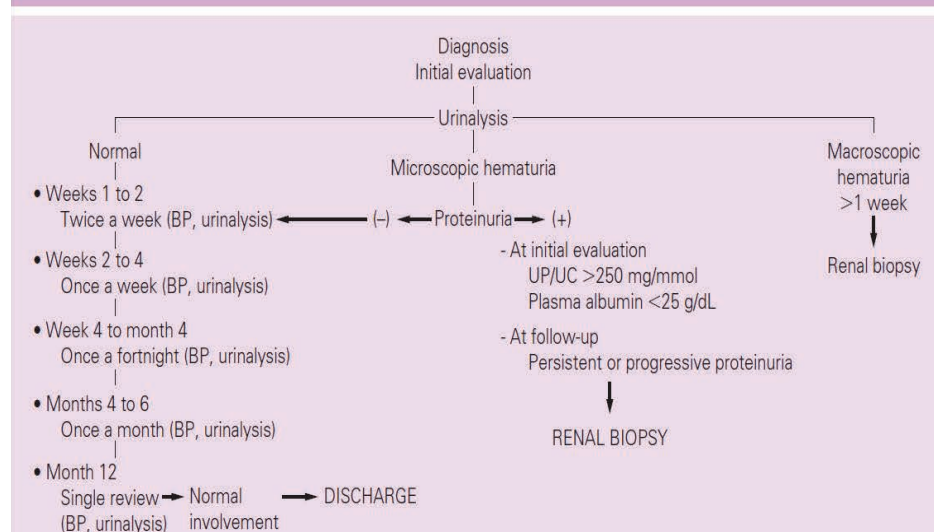 Diagnosis
Initial evaluation
Urinalysis
Normal
• Weeks 1 to 2
Twice a week (BP, urinalysis)
• Weeks 2 to 4
Once a week (BP, urinalysis)
• Week 4 to month 4
Once a fortnight (BP, urinalysis)
• Months 4 to 6
Once a month (BP, urinalysis)
• Month 12
Single review
(BP, urinalysis)
Normal
involvement
DISCHARGE
Microscopic hematuria
(–) Proteinuria (+)
- At initial evaluation
UP/UC >250 mg/mmol
Plasma albumin <25 g/dL
- At follow-up
Persistent or progressive proteinuria
RENAL BIOPSY
Macroscopic
hematuria
>1 week
Renal biopsy